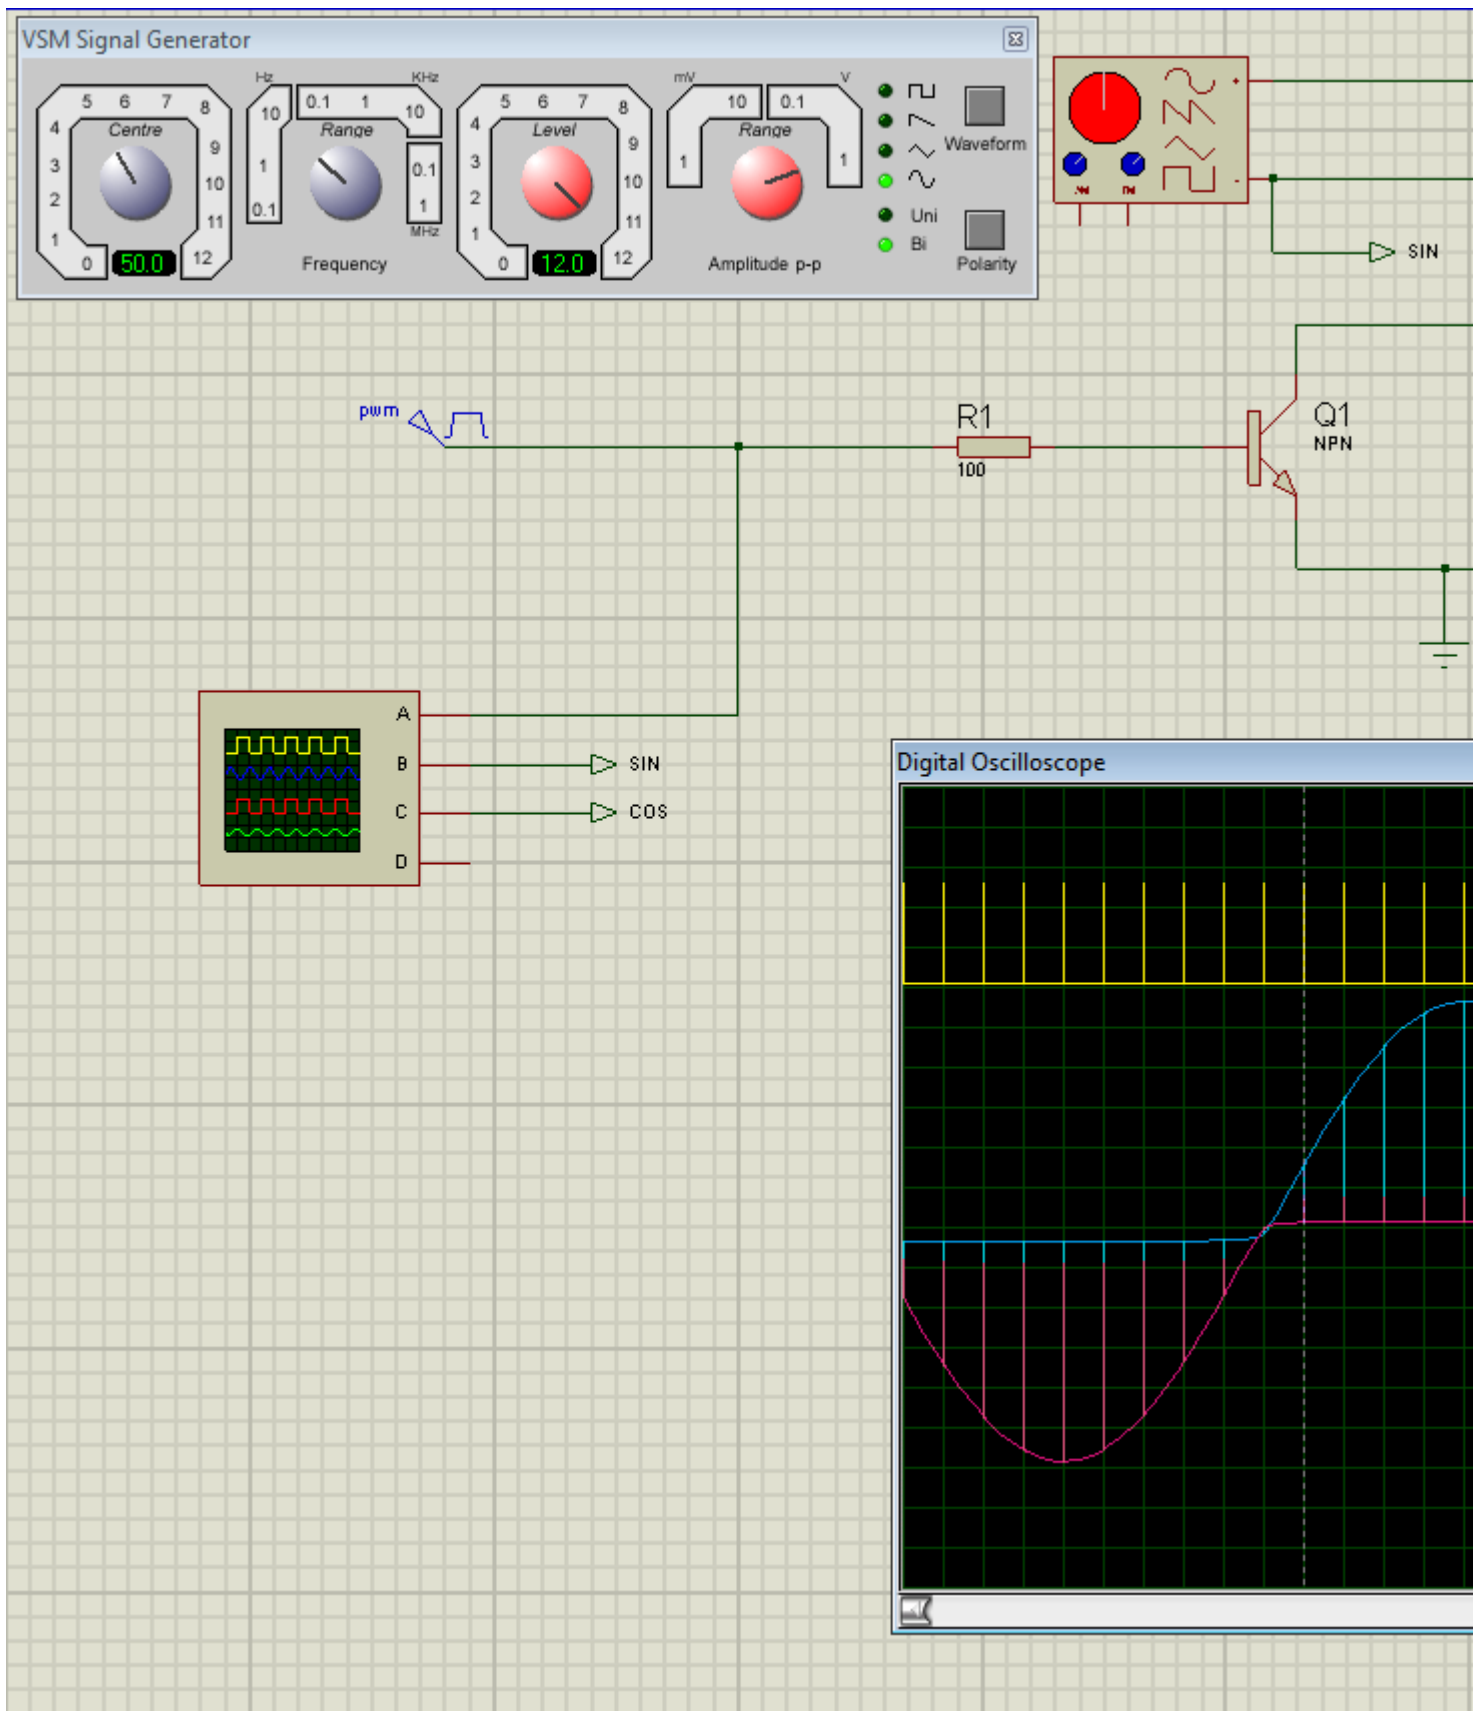 VSM Signal Generator
Hz KHz mV V
5 6 7 8
4 Centre 9
3 10
2 11
1 12
0 50.0
10 0.1 1 10
Range
1 0.1
0.1 1
MHz
Frequency
5 6 7 8
4 Level 9
3 10
2 11
1 12
0 12.0
10 0.1
Range
1 1
Amplitude p-p
Waveform
Uni
Bi
Polarity
+
-
SIN
pwm
R1
100
Q1
NPN
A
B SIN
C COS
D
Digital Oscilloscope